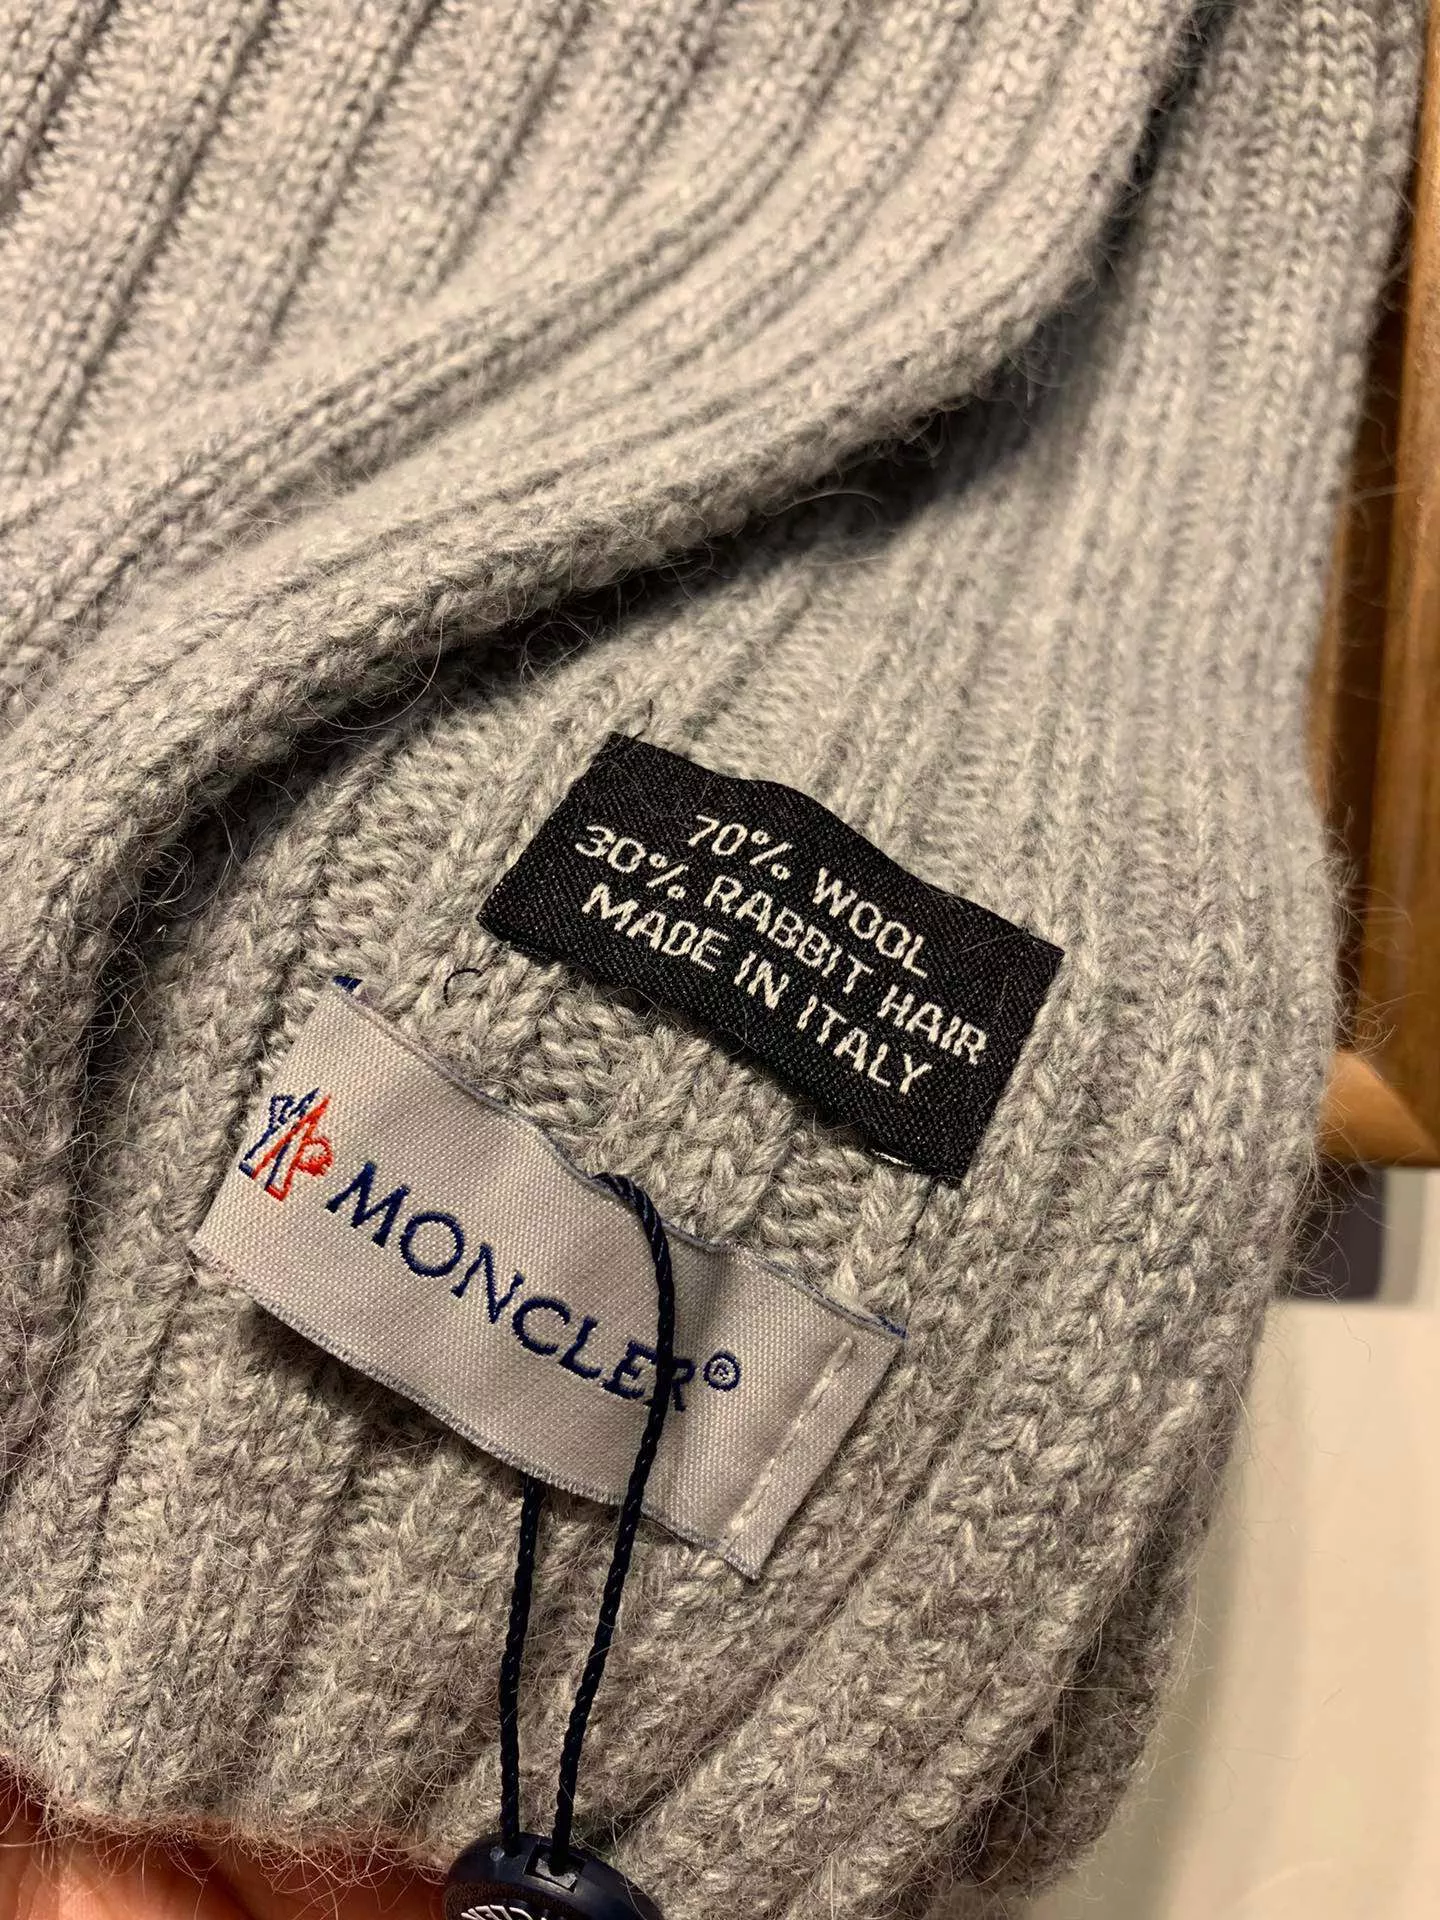 70% WOOL
30% RABBIT HAIR
MADE IN ITALY
MONCLER®